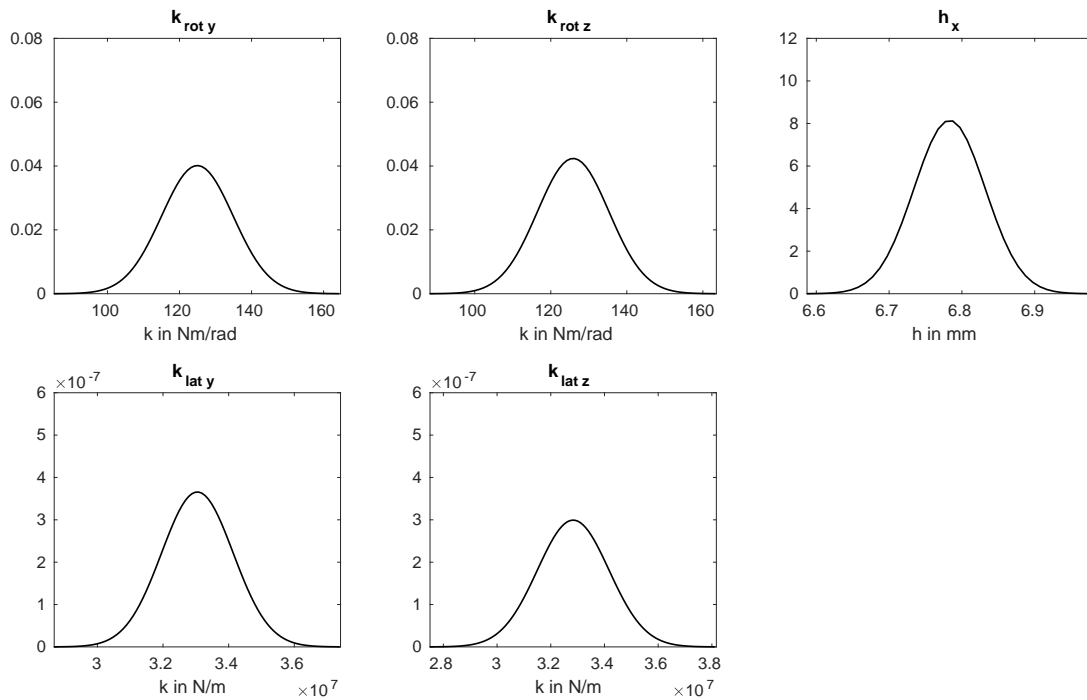 k rot y
0.08
0.06
0.04
0.02
0
100 120 140 160
k in Nm/rad
k rot z
0.08
0.06
0.04
0.02
0
100 120 140 160
k in Nm/rad
h x
12
10
8
6
4
2
0
6.6 6.7 6.8 6.9
h in mm
k lat y
×10 -7
6
5
4
3
2
1
0
3 3.2 3.4 3.6
k in N/m
×10 7
k lat z
×10 -7
6
5
4
3
2
1
0
2.8 3 3.2 3.4 3.6 3.8
k in N/m
×10 7